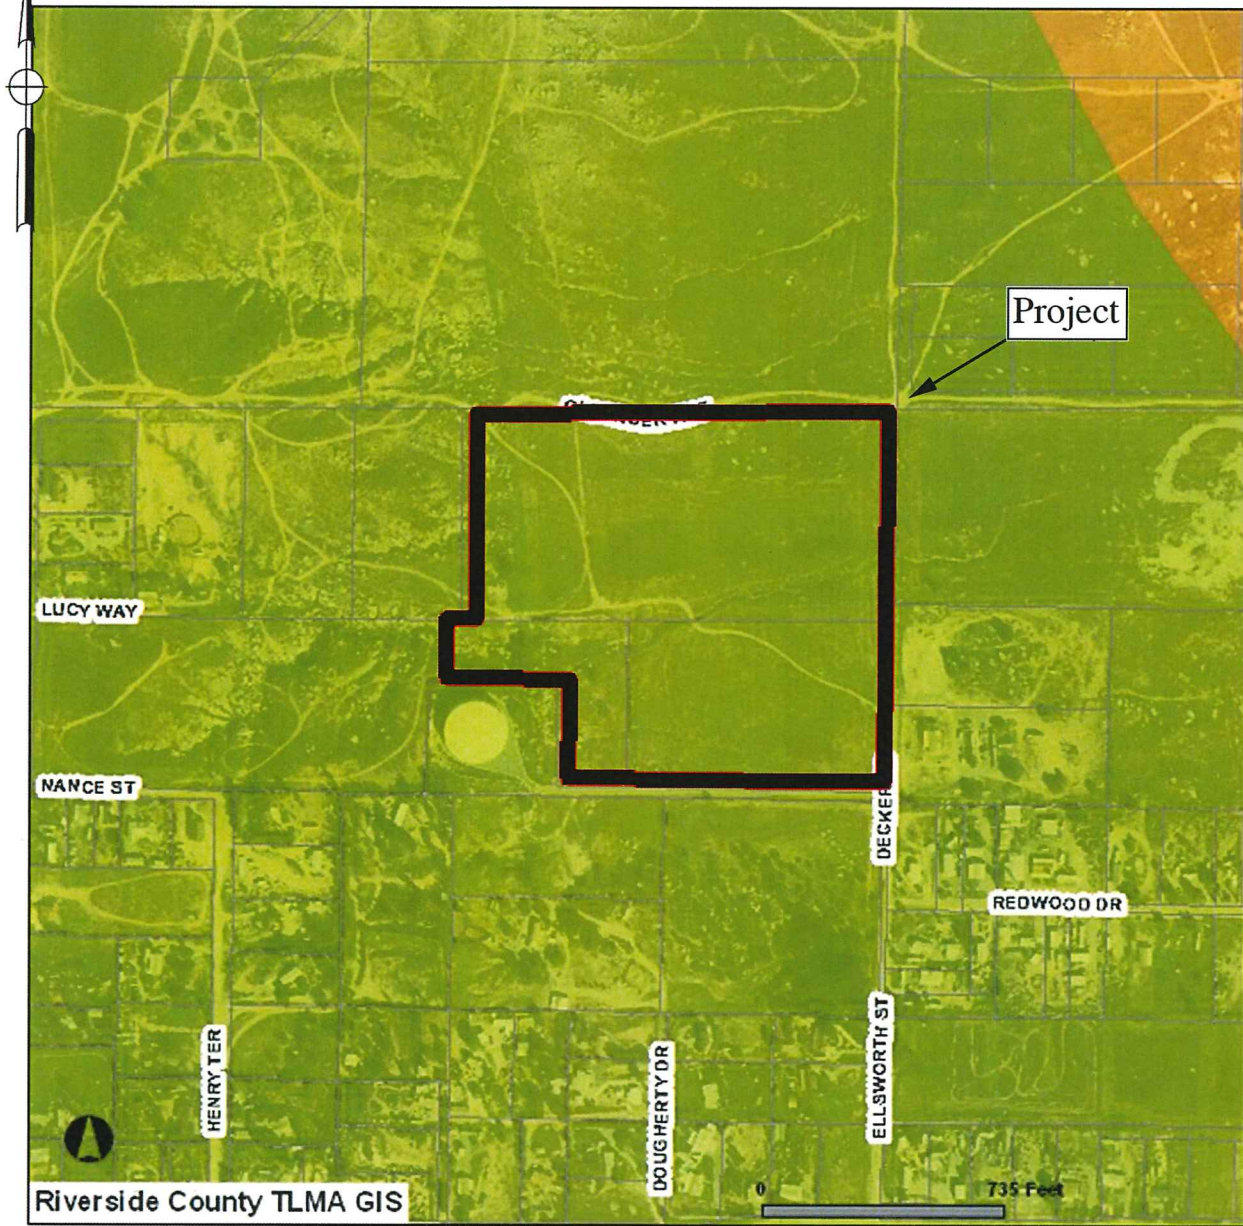 Project
LUCY WAY
NANCE ST
DECKER
REDWOOD DR
HENRY TER
DOUGHERTY DR
ELLSWORTH ST
0 735 Feet
Riverside County TLMA GIS